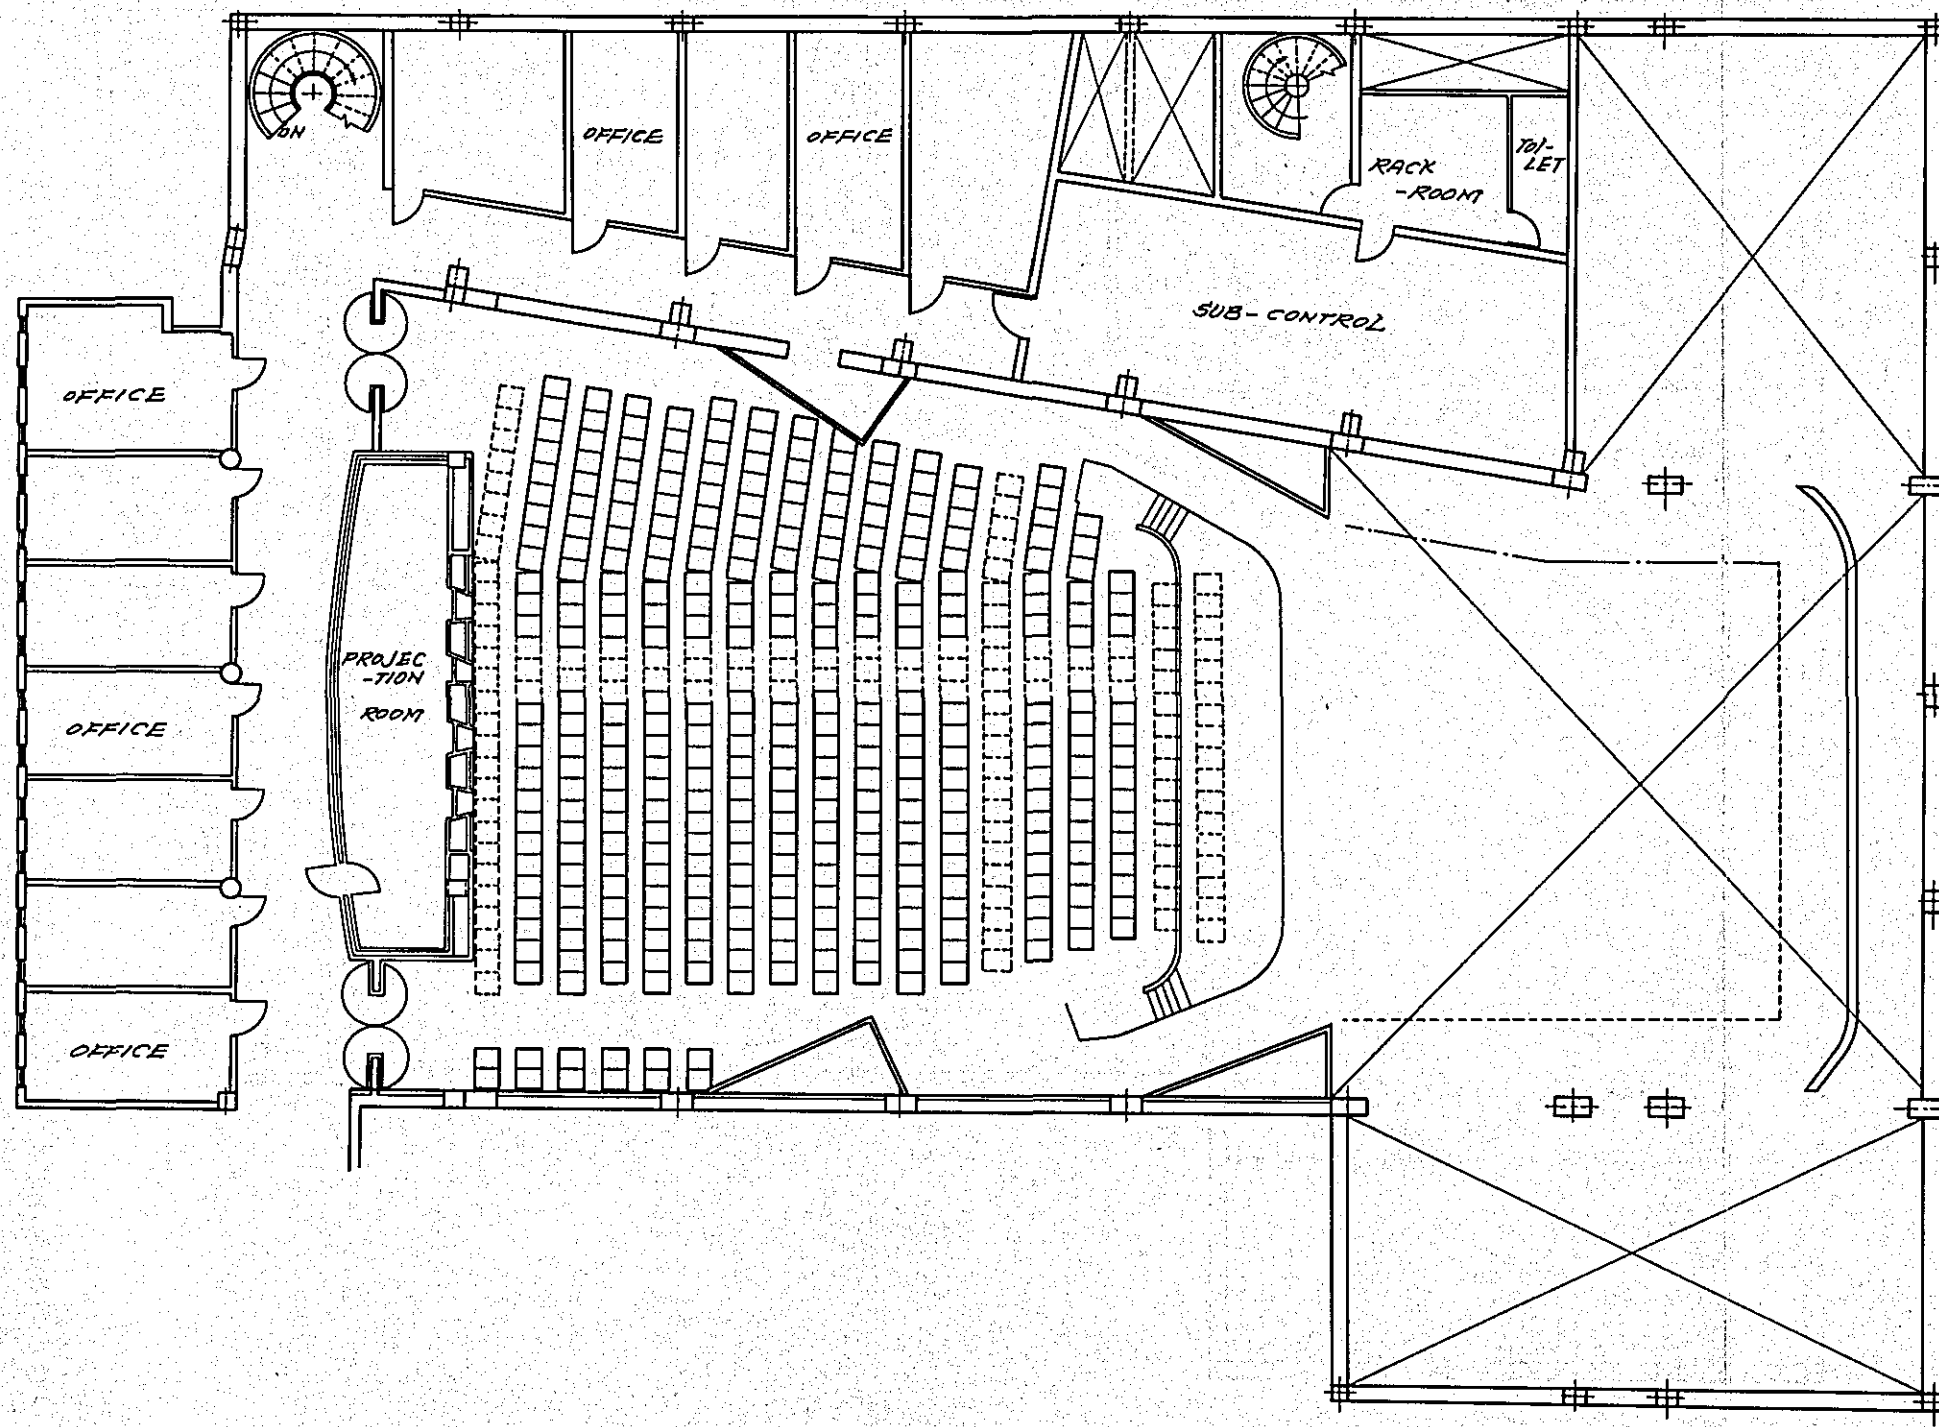 DN
OFFICE
OFFICE
RACK
-ROOM
TOI-
LET
SUB-CONTROL
OFFICE
PROJEC
-TION
ROOM
OFFICE
OFFICE